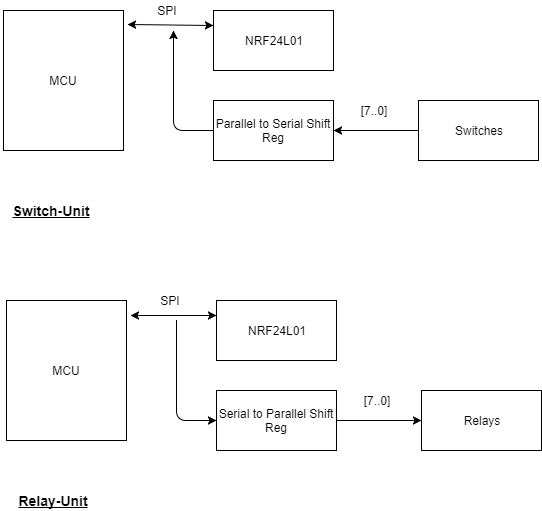 SPI
NRF24L01
MCU
[7..0]
Parallel to Serial Shift
Reg
Switches
Switch-Unit
SPI
NRF24L01
MCU
[7..0]
Serial to Parallel Shift
Reg
Relays
Relay-Unit